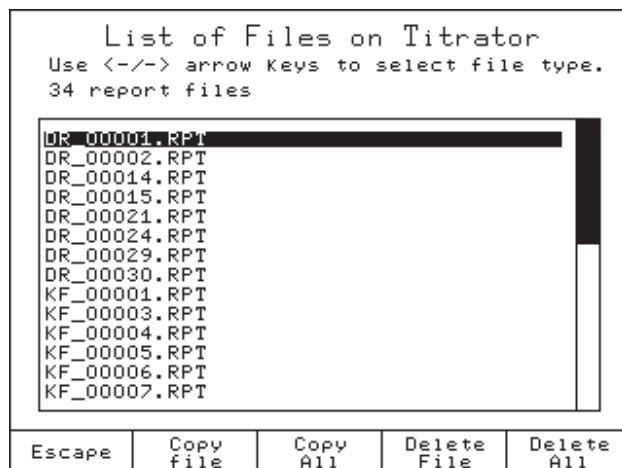 List of Files on Titrator
Use <-/-> arrow Keys to select file type.
34 report files
DR_00001.RPT
DR_00002.RPT
DR_00014.RPT
DR_00015.RPT
DR_00021.RPT
DR_00024.RPT
DR_00029.RPT
DR_00030.RPT
KF_00001.RPT
KF_00003.RPT
KF_00004.RPT
KF_00005.RPT
KF_00006.RPT
KF_00007.RPT
Escape
Copy
file
Copy
All
Delete
File
Delete
All